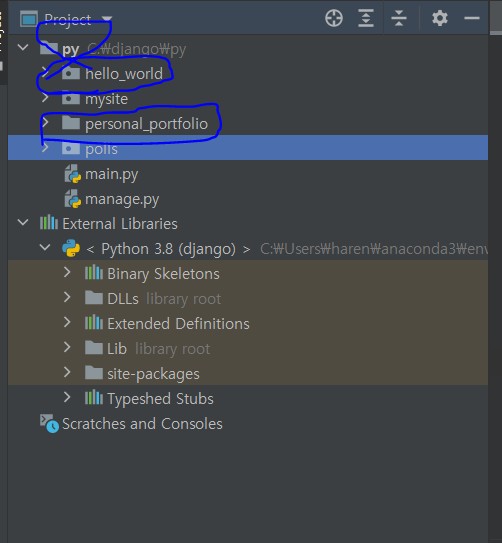 Project
Project
py C:₩django₩py
hello_world
mysite
personal_portfolio
polls
main.py
manage.py
External Libraries
< Python 3.8 (django) > C:₩Users₩haren₩anaconda3₩env
Binary Skeletons
DLLs library root
Extended Definitions
Lib library root
site-packages
Typeshed Stubs
Scratches and Consoles